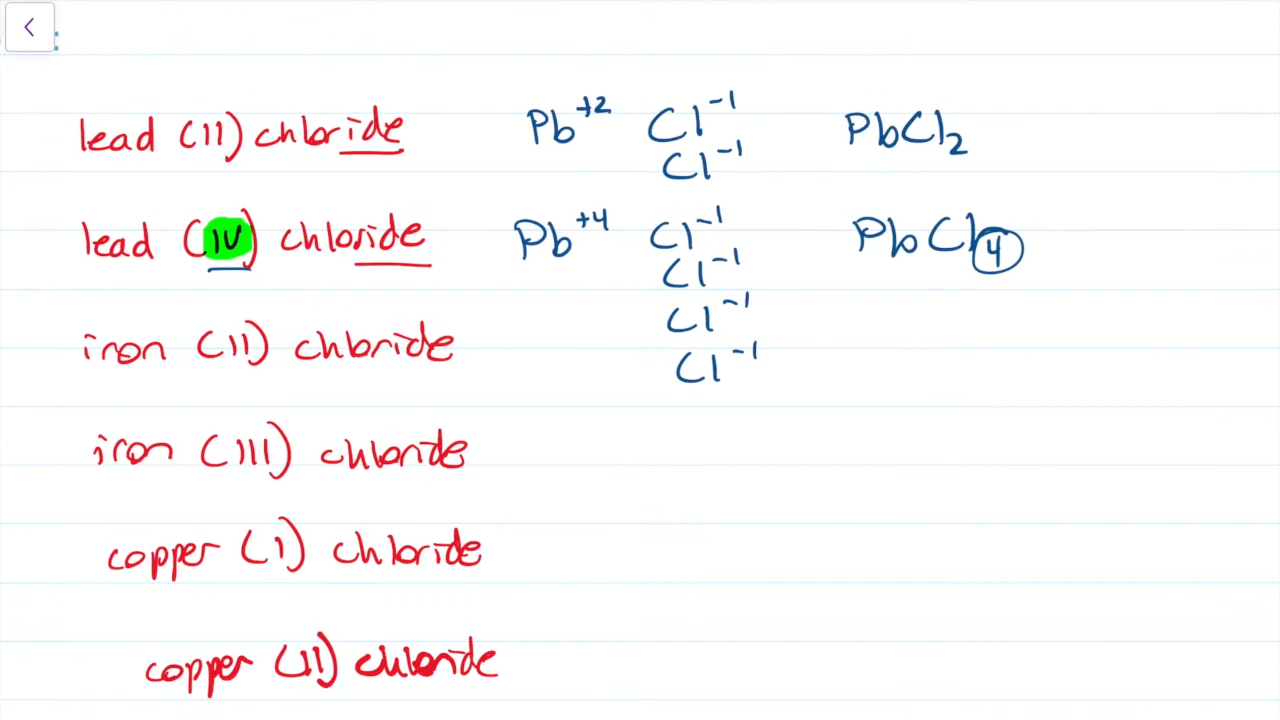 :
lead (II) chloride Pb+2 Cl-1 PbCl2
Cl-1
lead (IV) chloride Pb+4 Cl-1 PbCl4
Cl-1
Cl-1
iron (II) chloride Cl-1
iron (III) chloride
copper (I) chloride
copper (II) chloride